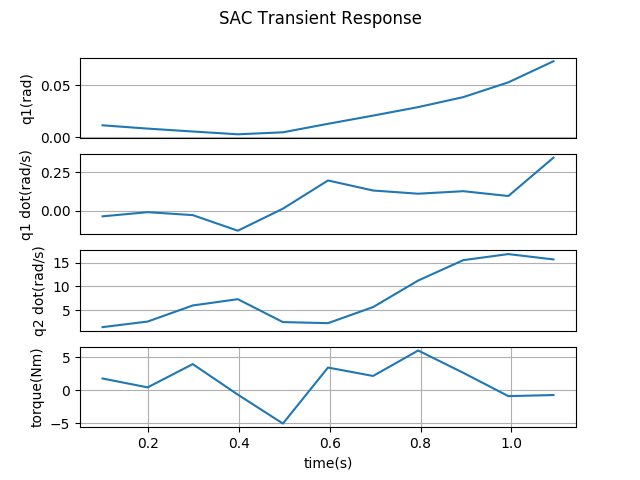 SAC Transient Response
q1(rad)
0.05
0.00
q1 dot(rad/s)
0.25
0.00
q2 dot(rad/s)
15
10
5
torque(Nm)
5
0
−5
0.2 0.4 0.6 0.8 1.0
time(s)